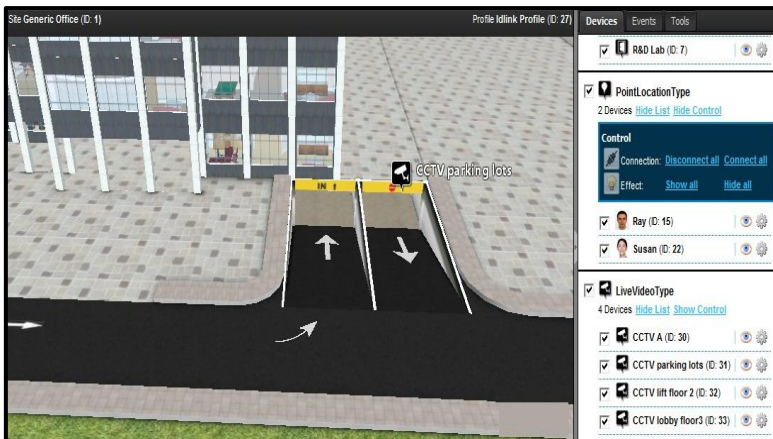 Site Generic Office (ID: 1)
Profile Idlink Profile (ID: 27)
CCTV parking lots
IN
Devices Events Tools
R&D Lab (ID: 7)
PointLocationType
2 Devices Hide List Hide Control
Control
Connection: Disconnect all Connect all
Effect: Show all Hide all
Ray (ID: 15)
Susan (ID: 22)
LiveVideoType
4 Devices Hide List Show Control
CCTV A (ID: 30)
CCTV parking lots (ID: 31)
CCTV lift floor 2 (ID: 32)
CCTV lobby floor3 (ID: 33)